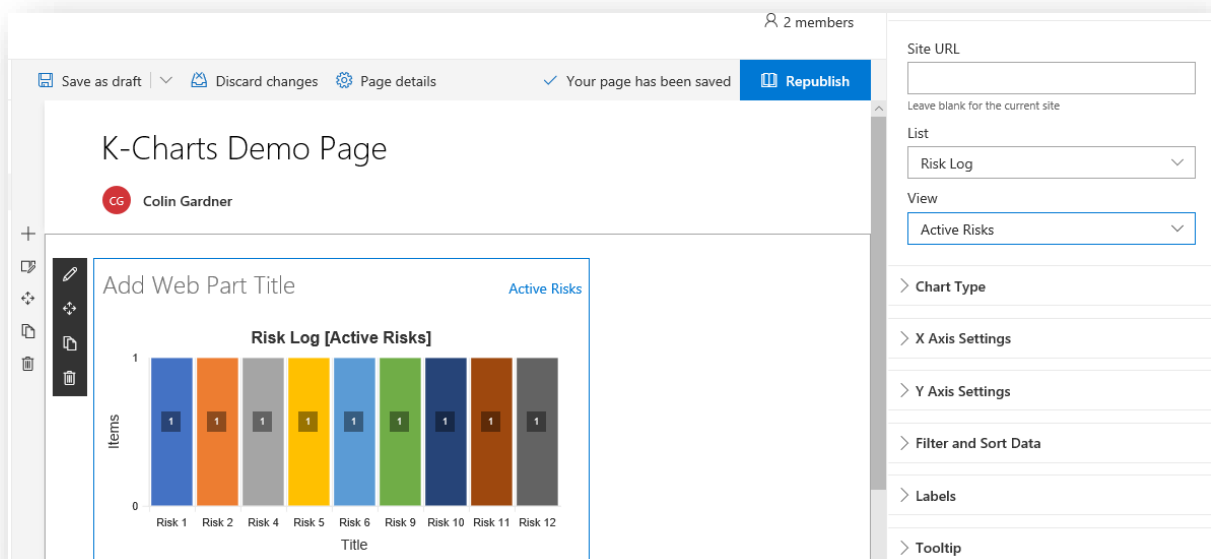 2 members
Save as draft
Discard changes
Page details
Your page has been saved
Republish
K-Charts Demo Page
CG
Colin Gardner
Add Web Part Title
Active Risks
Risk Log [Active Risks]
1
1 1 1 1 1 1 1 1 1
Items
0
Risk 1 Risk 2 Risk 4 Risk 5 Risk 6 Risk 9 Risk 10 Risk 11 Risk 12
Title
Site URL
Leave blank for the current site
List
Risk Log
View
Active Risks
Chart Type
X Axis Settings
Y Axis Settings
Filter and Sort Data
Labels
Tooltip